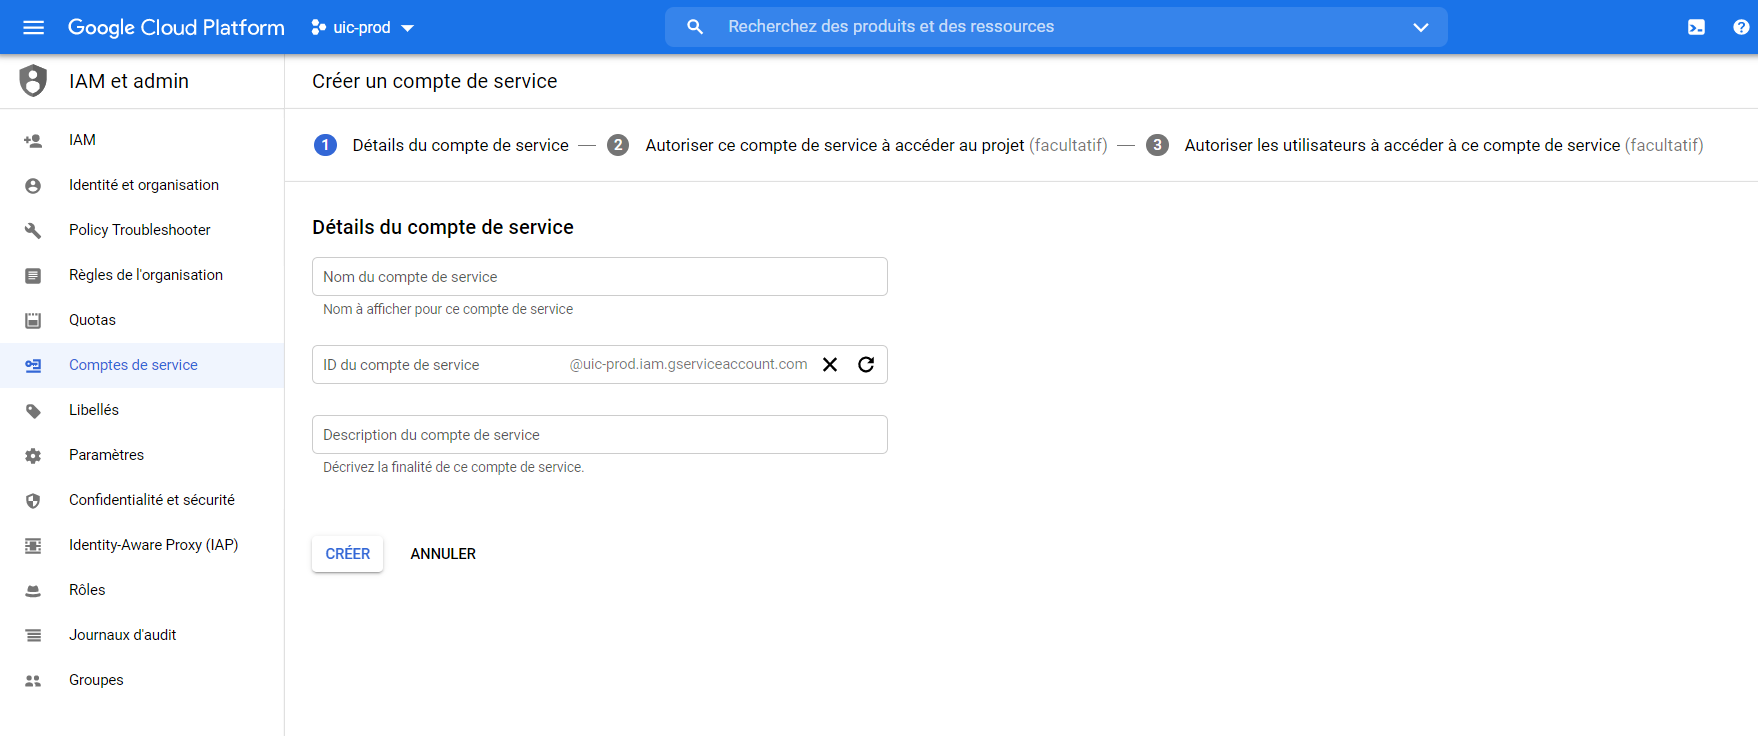 Google Cloud Platform
uic-prod
Recherchez des produits et des ressources
IAM et admin
IAM
Identité et organisation
Policy Troubleshooter
Règles de l'organisation
Quotas
Comptes de service
Libellés
Paramètres
Confidentialité et sécurité
Identity-Aware Proxy (IAP)
Rôles
Journaux d'audit
Groupes
Créer un compte de service
1 Détails du compte de service — 2 Autoriser ce compte de service à accéder au projet (facultatif) — 3 Autoriser les utilisateurs à accéder à ce compte de service (facultatif)
Détails du compte de service
Nom du compte de service
Nom à afficher pour ce compte de service
ID du compte de service @uic-prod.iam.gserviceaccount.com
Description du compte de service
Décrivez la finalité de ce compte de service.
CRÉER ANNULER